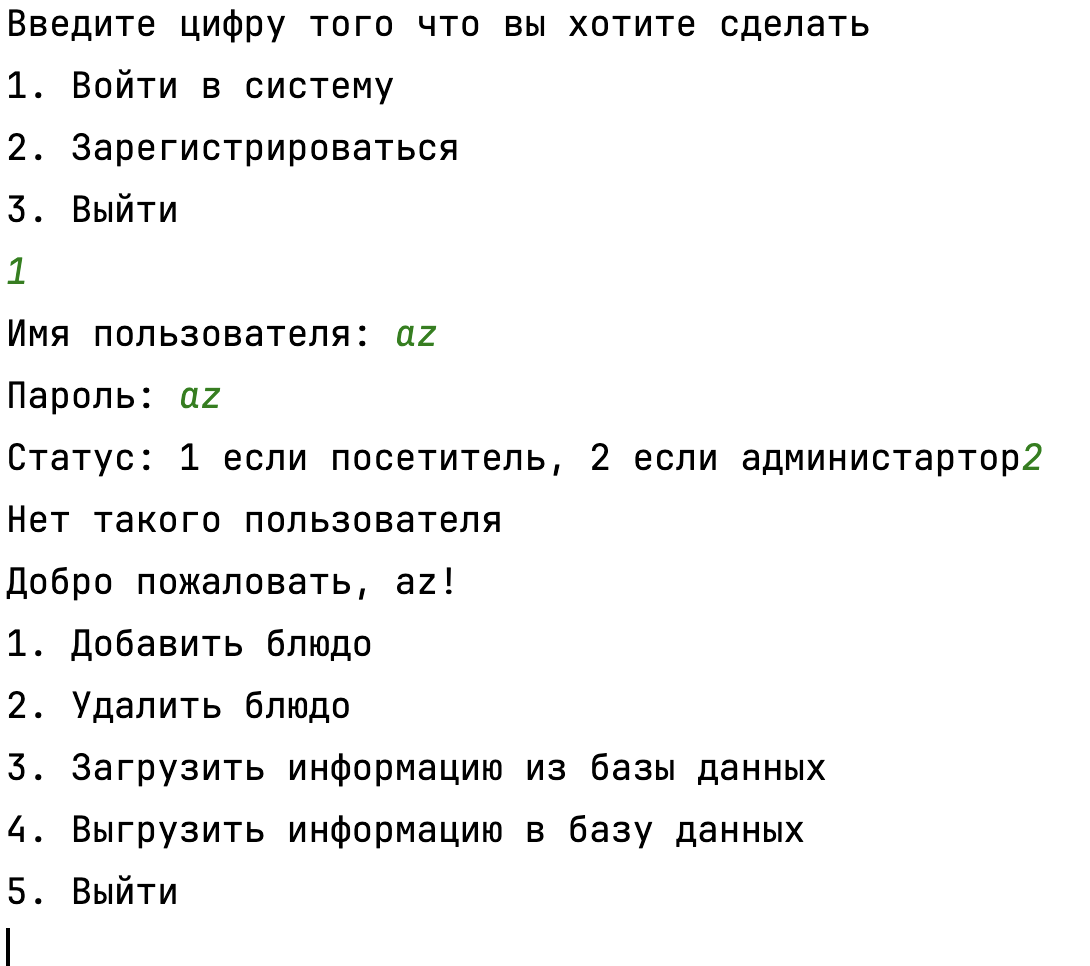 Введите цифру того что вы хотите сделать
1. Войти в систему
2. Зарегистрироваться
3. Выйти
1
Имя пользователя: az
Пароль: az
Статус: 1 если посетитель, 2 если администартор2
Нет такого пользователя
Добро пожаловать, az!
1. Добавить блюдо
2. Удалить блюдо
3. Загрузить информацию из базы данных
4. Выгрузить информацию в базу данных
5. Выйти